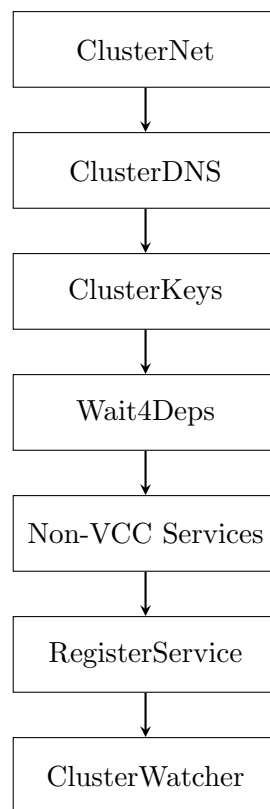 ClusterNet
ClusterDNS
ClusterKeys
Wait4Deps
Non-VCC Services
RegisterService
ClusterWatcher